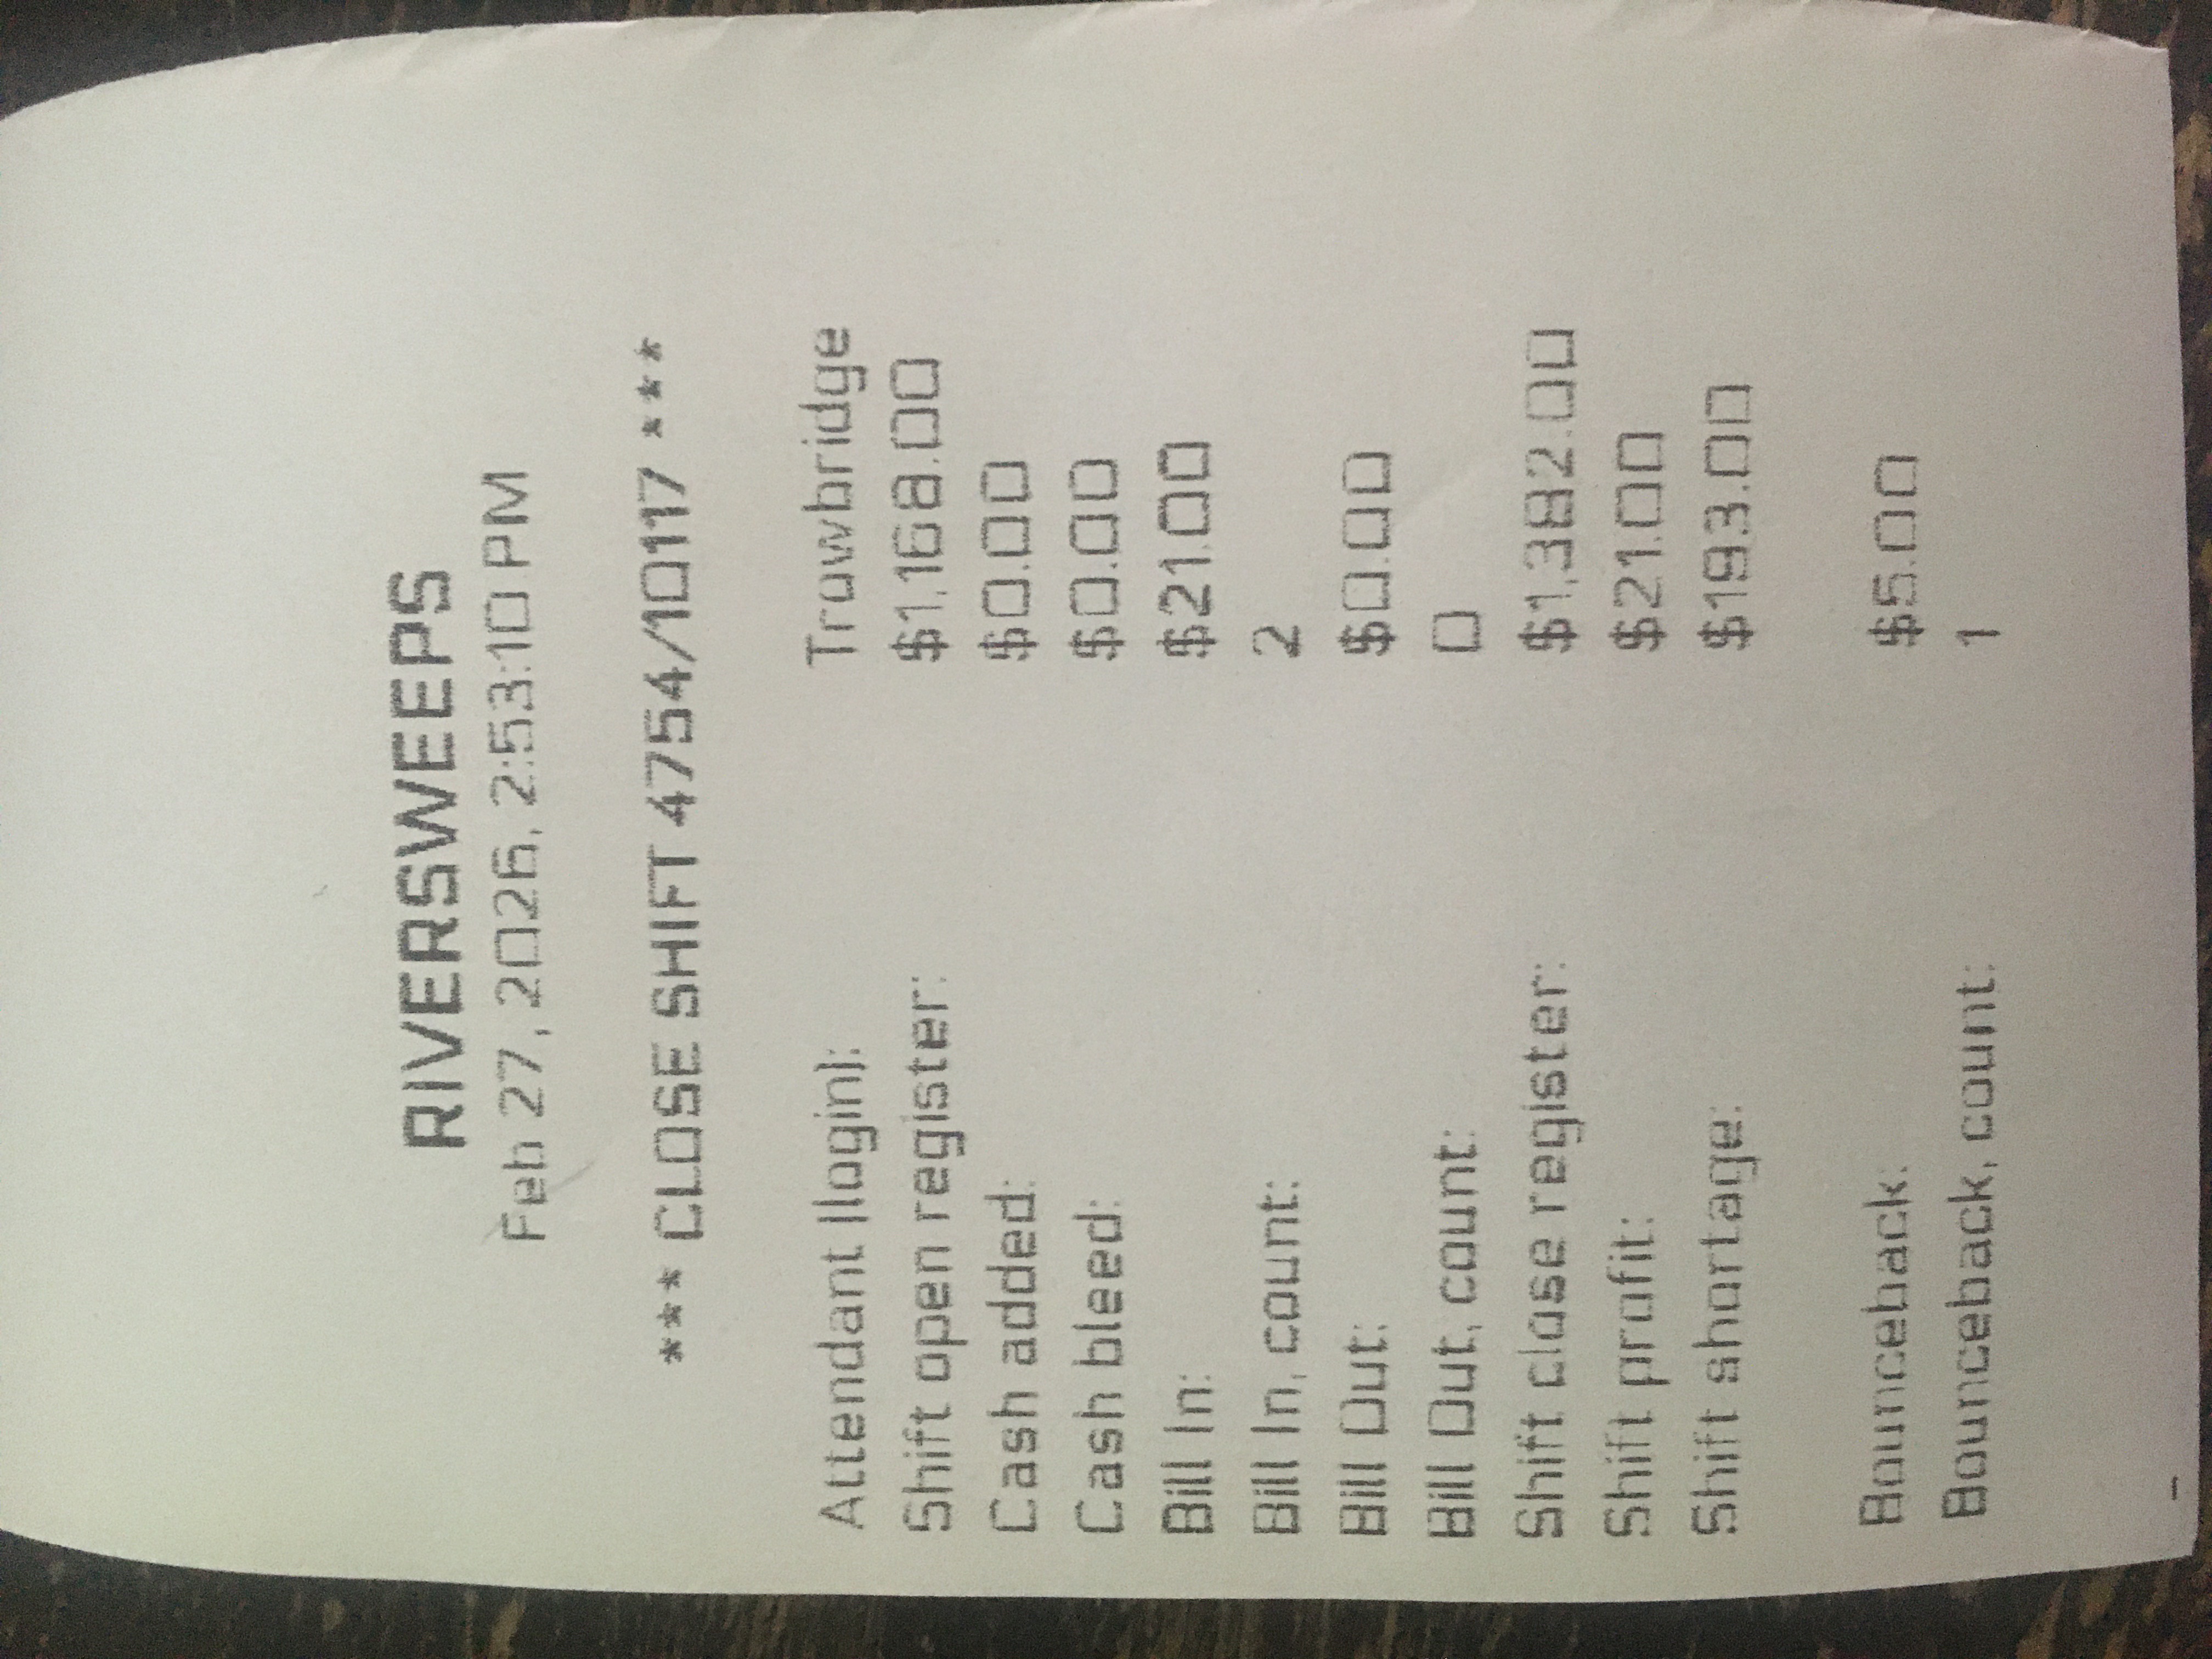 RIVERSWEEPS
Feb 27, 2026, 2:53:10 PM
*** CLOSE SHIFT 4754/10117 ***
Attendant (login): Trowbridge
Shift open register: $1,168.00
Cash added: $0.00
Cash bleed: $0.00
Bill In: $21.00
Bill In, count: 2
Bill Out: $0.00
Bill Out, count: 0
Shift close register: $1,382.00
Shift profit: $21.00
Shift shortage: $193.00
Bounceback: $5.00
Bounceback, count: 1